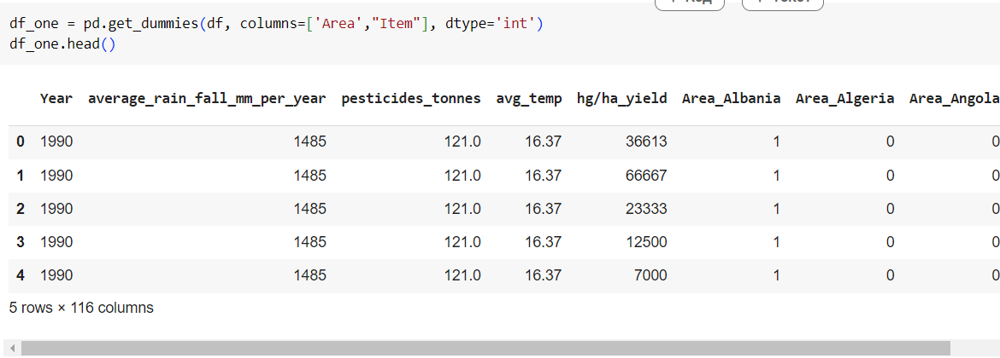 + Код + Текст
df_one = pd.get_dummies(df, columns=['Area',"Item"], dtype='int')
df_one.head()
Year average_rain_fall_mm_per_year pesticides_tonnes avg_temp hg/ha_yield Area_Albania Area_Algeria Area_Angola
0 1990 1485 121.0 16.37 36613 1 0 0
1 1990 1485 121.0 16.37 66667 1 0 0
2 1990 1485 121.0 16.37 23333 1 0 0
3 1990 1485 121.0 16.37 12500 1 0 0
4 1990 1485 121.0 16.37 7000 1 0 0
5 rows × 116 columns